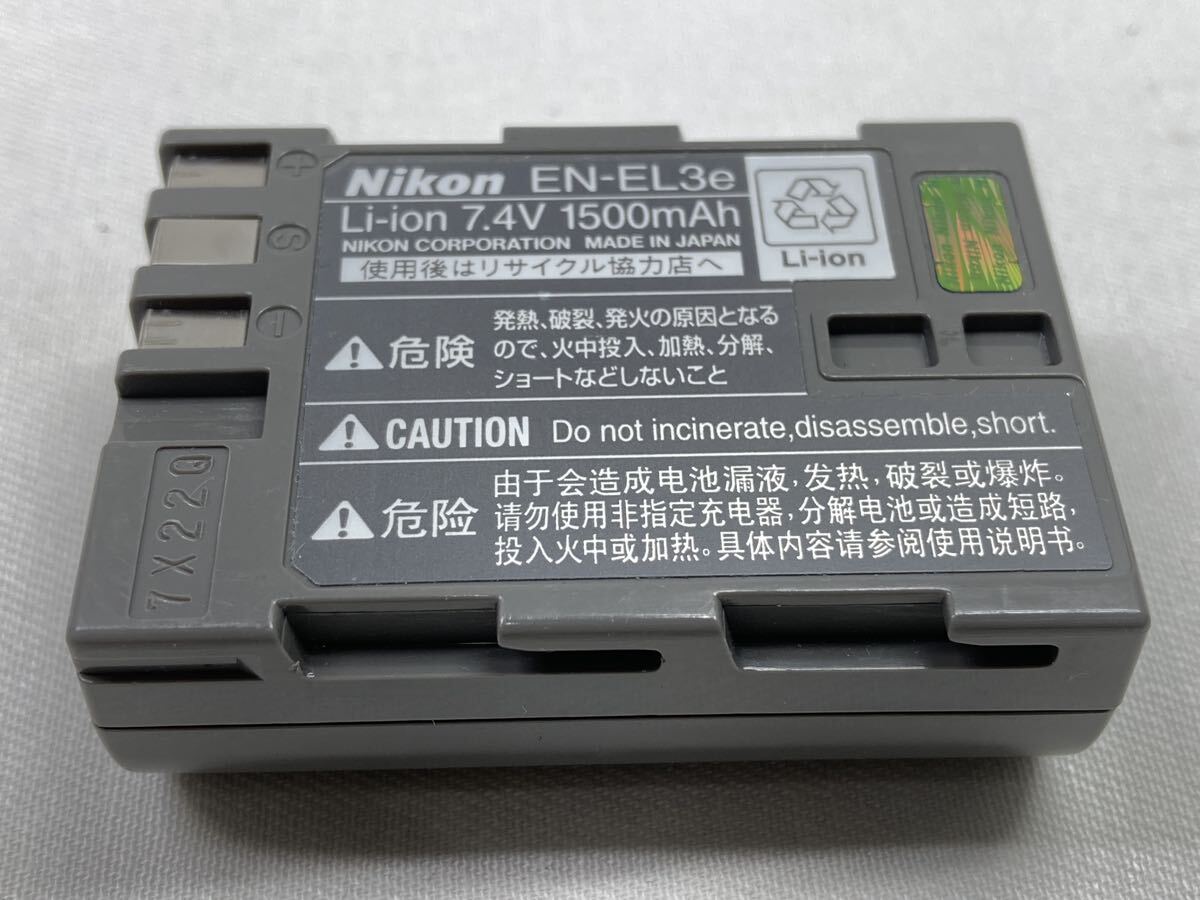 Nikon EN-EL3e
Li-ion 7.4V 1500mAh
NIKON CORPORATION MADE IN JAPAN
使用後はリサイクル協力店へ
Li-ion
+
S
−
発熱、破裂、発火の原因となる
ので、火中投入、加熱、分解、
ショートなどしないこと
⚠危険
⚠CAUTION Do not incinerate,disassemble,short.
⚠危险
由于会造成电池漏液,发热,破裂或爆炸。
请勿使用非指定充电器,分解电池或造成短路,
投入火中或加热。具体内容请参阅使用说明书。
7X22Q